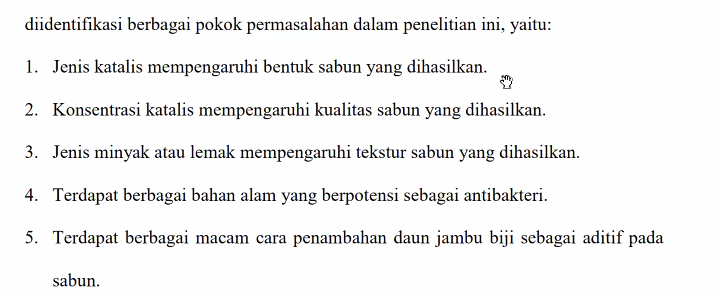 diidentifikasi berbagai pokok permasalahan dalam penelitian ini, yaitu:
1. Jenis katalis mempengaruhi bentuk sabun yang dihasilkan.
2. Konsentrasi katalis mempengaruhi kualitas sabun yang dihasilkan.
3. Jenis minyak atau lemak mempengaruhi tekstur sabun yang dihasilkan.
4. Terdapat berbagai bahan alam yang berpotensi sebagai antibakteri.
5. Terdapat berbagai macam cara penambahan daun jambu biji sebagai aditif pada
sabun.